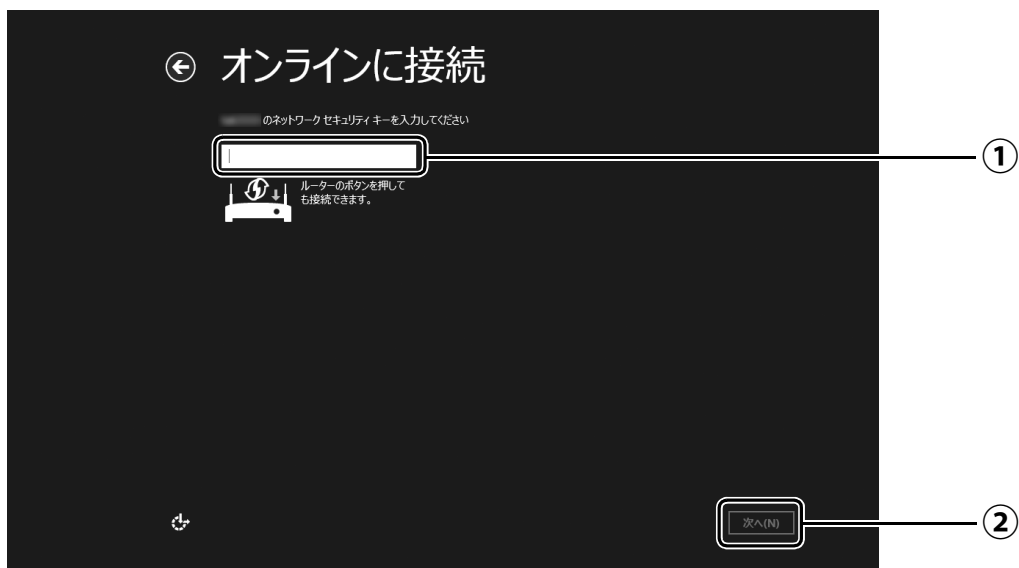 オンラインに接続
のネットワーク セキュリティ キーを入力してください
①
ルーターのボタンを押して
も接続できます。
次へ(N)
②